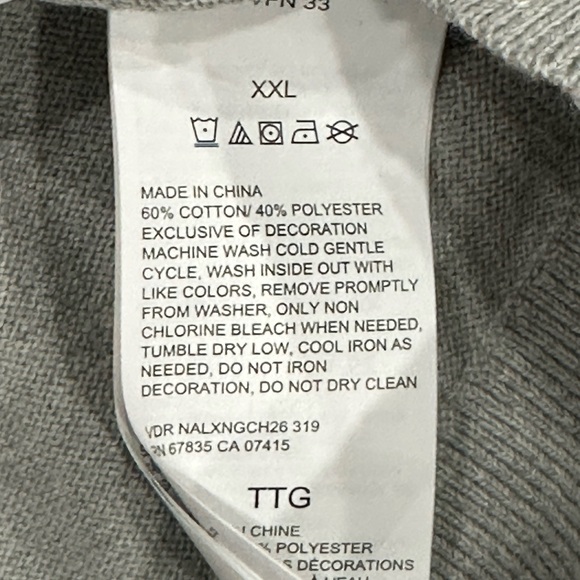 33
XXL
MADE IN CHINA
60% COTTON/ 40% POLYESTER
EXCLUSIVE OF DECORATION
MACHINE WASH COLD GENTLE
CYCLE, WASH INSIDE OUT WITH
LIKE COLORS, REMOVE PROMPTLY
FROM WASHER, ONLY NON
CHLORINE BLEACH WHEN NEEDED,
TUMBLE DRY LOW, COOL IRON AS
NEEDED, DO NOT IRON
DECORATION, DO NOT DRY CLEAN
VDR NALXNGCH26 319
67835 CA 07415
TTG
CHINE
% POLYESTER
DÉCORATIONS